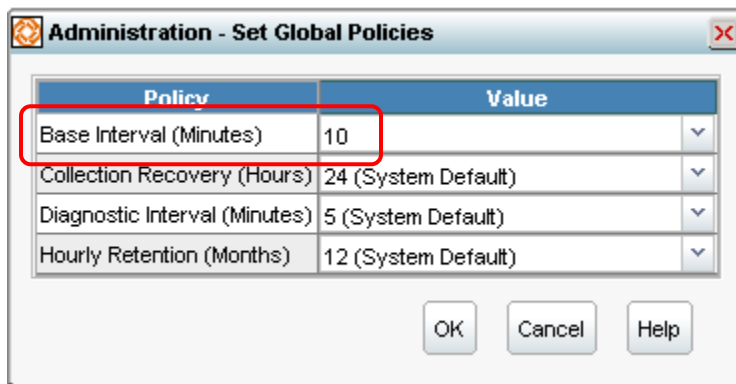 Administration - Set Global Policies
Policy Value
Base Interval (Minutes) 10
Collection Recovery (Hours) 24 (System Default)
Diagnostic Interval (Minutes) 5 (System Default)
Hourly Retention (Months) 12 (System Default)
OK Cancel Help